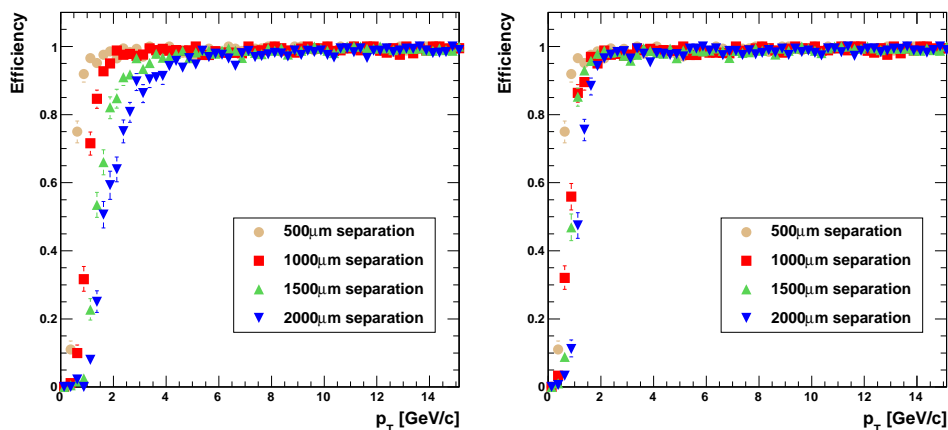 Efficiency
1
0.8
0.6
0.4
0.2
0
500μm separation
1000μm separation
1500μm separation
2000μm separation
0 2 4 6 8 10 12 14
p_T [GeV/c]
Efficiency
1
0.8
0.6
0.4
0.2
0
500μm separation
1000μm separation
1500μm separation
2000μm separation
0 2 4 6 8 10 12 14
p_T [GeV/c]